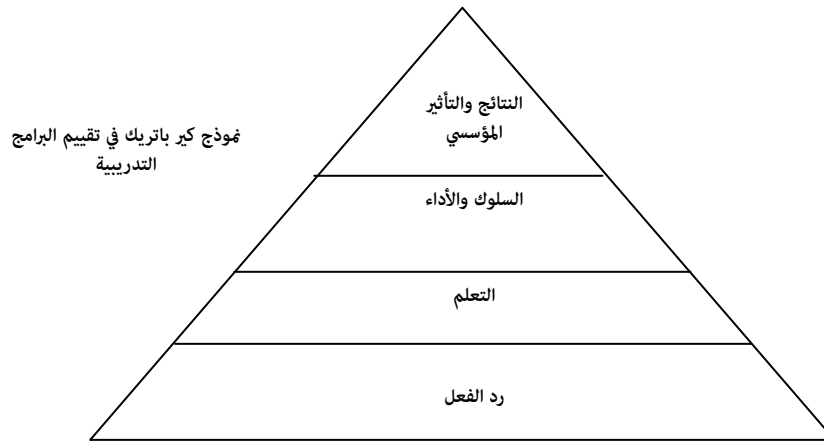 نموذج كير باتريك في تقييم البرامج
التدريبية
النتائج والتأثير
المؤسسي
السلوك والأداء
التعلم
رد الفعل